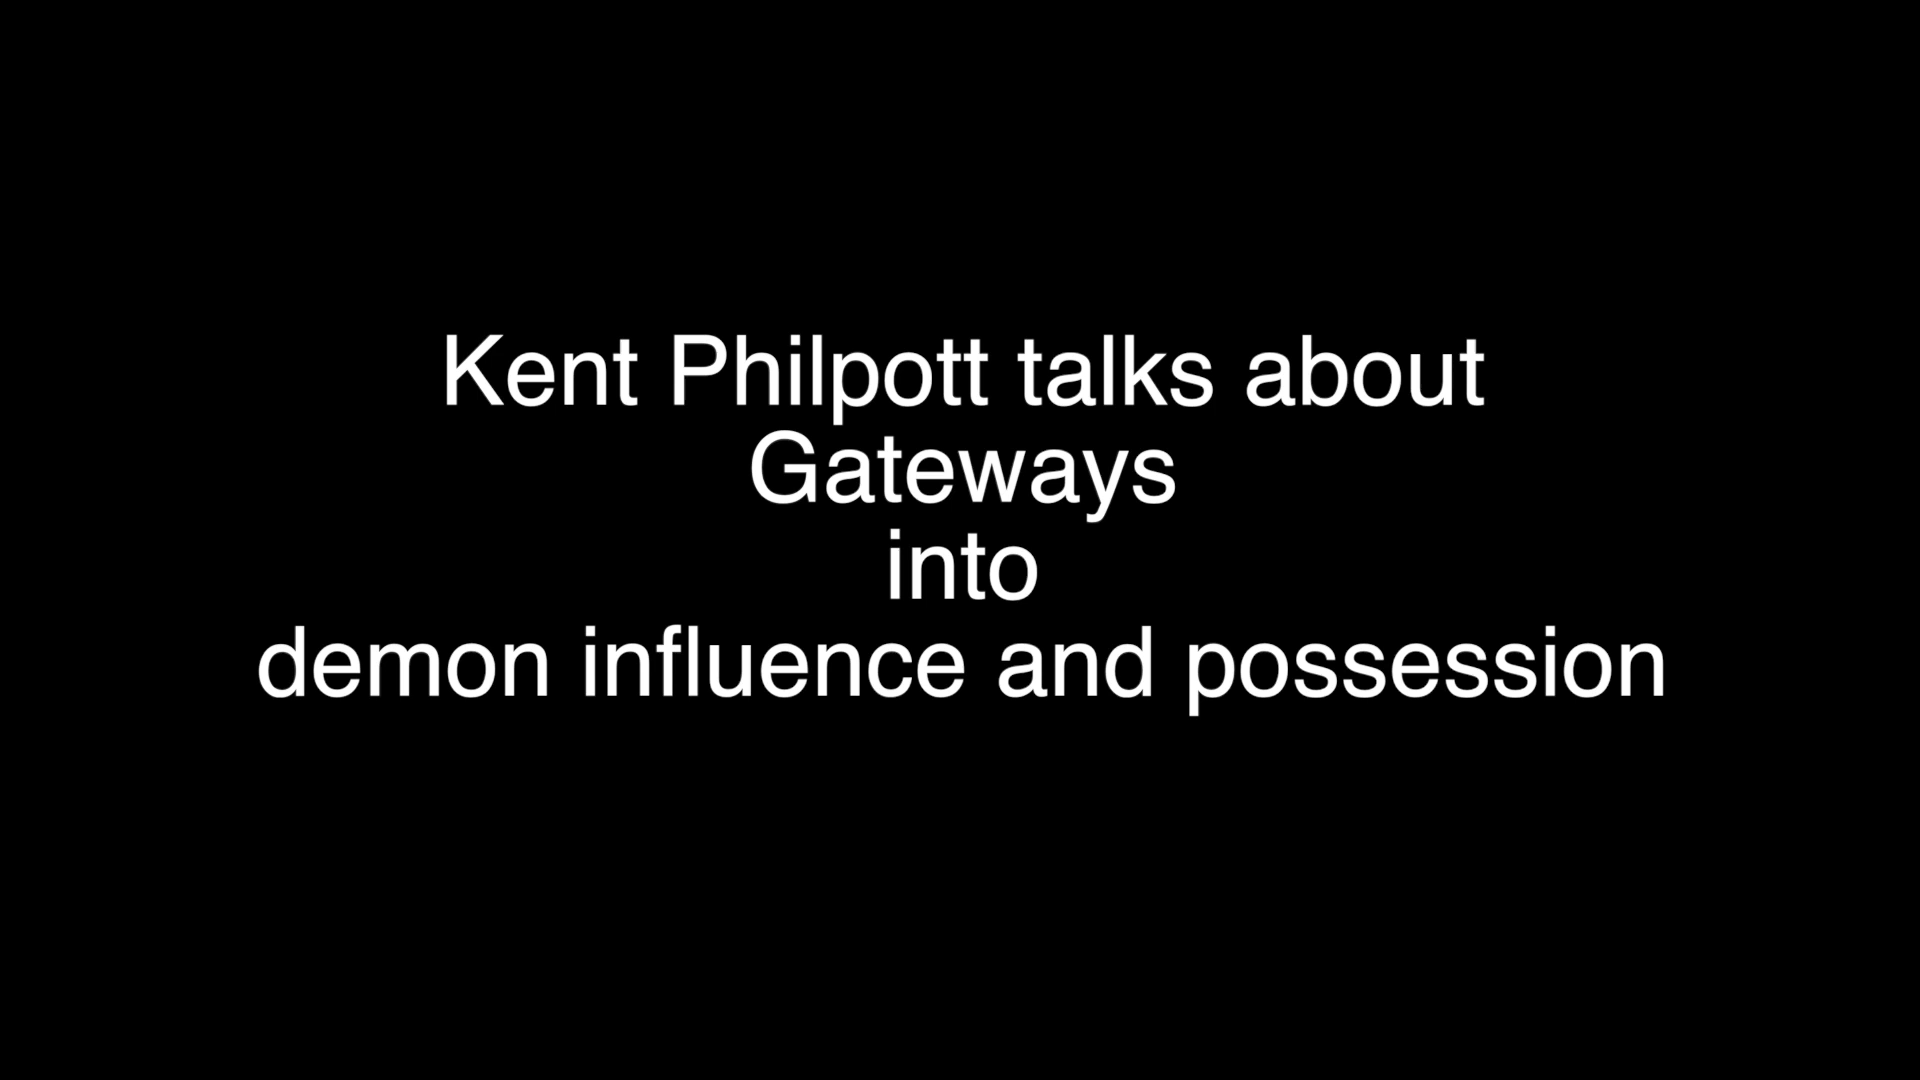 Kent Philpott talks about
Gateways
into
demon influence and possession